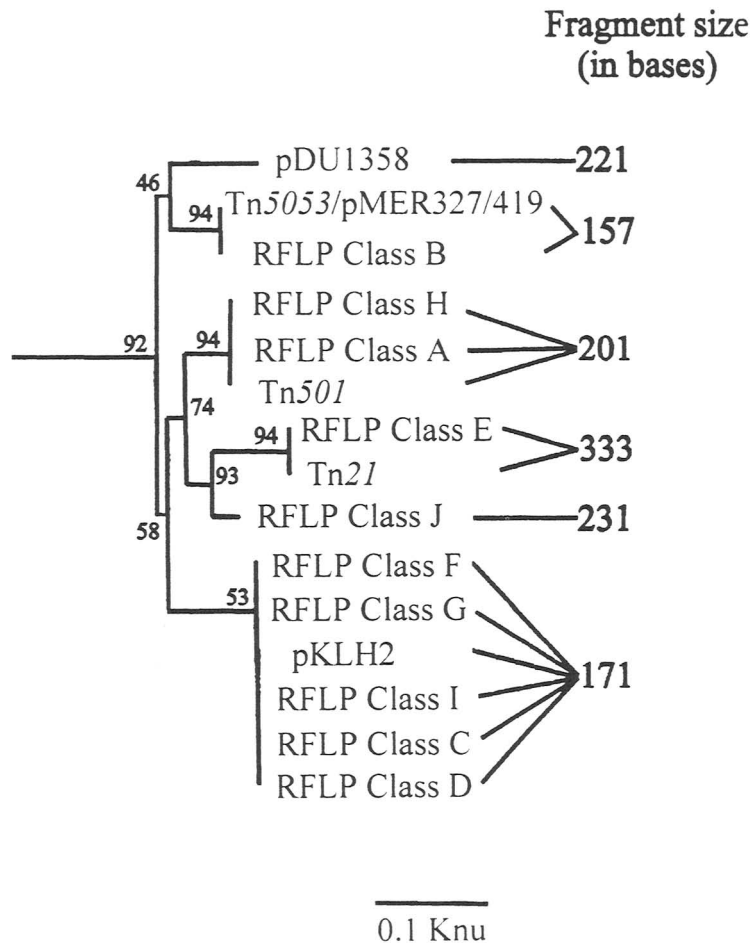 Fragment size
(in bases)
46
pDU1358
221
94
Tn5053/pMER327/419
157
RFLP Class B
92
RFLP Class H
94
RFLP Class A
201
Tn501
74
94
RFLP Class E
333
93
Tn21
58
RFLP Class J
231
RFLP Class F
53
RFLP Class G
pKLH2
171
RFLP Class I
RFLP Class C
RFLP Class D
0.1 Knu